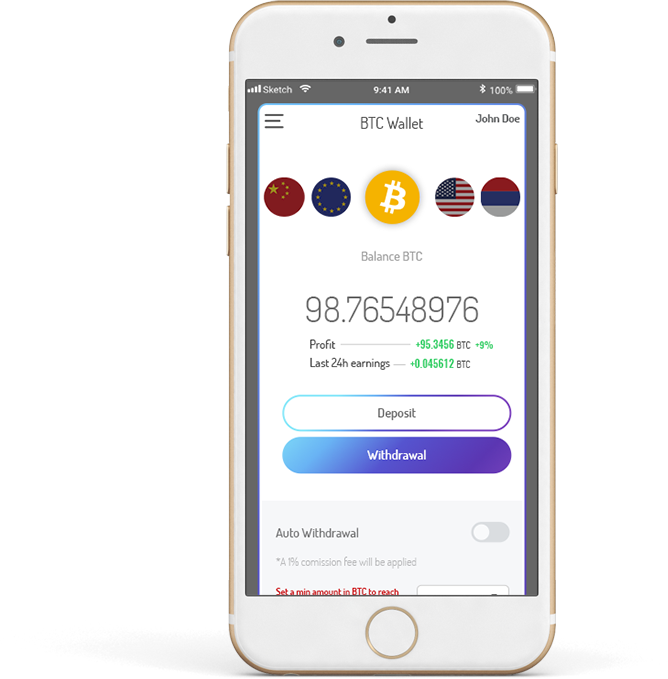 Sketch 9:41 AM 100%
BTC Wallet John Doe
Balance BTC
98.76548976
Profit +95.3456 BTC +9%
Last 24h earnings +0.045612 BTC
Deposit
Withdrawal
Auto Withdrawal
*A 1% comission fee will be applied
Set a min amount in BTC to reach